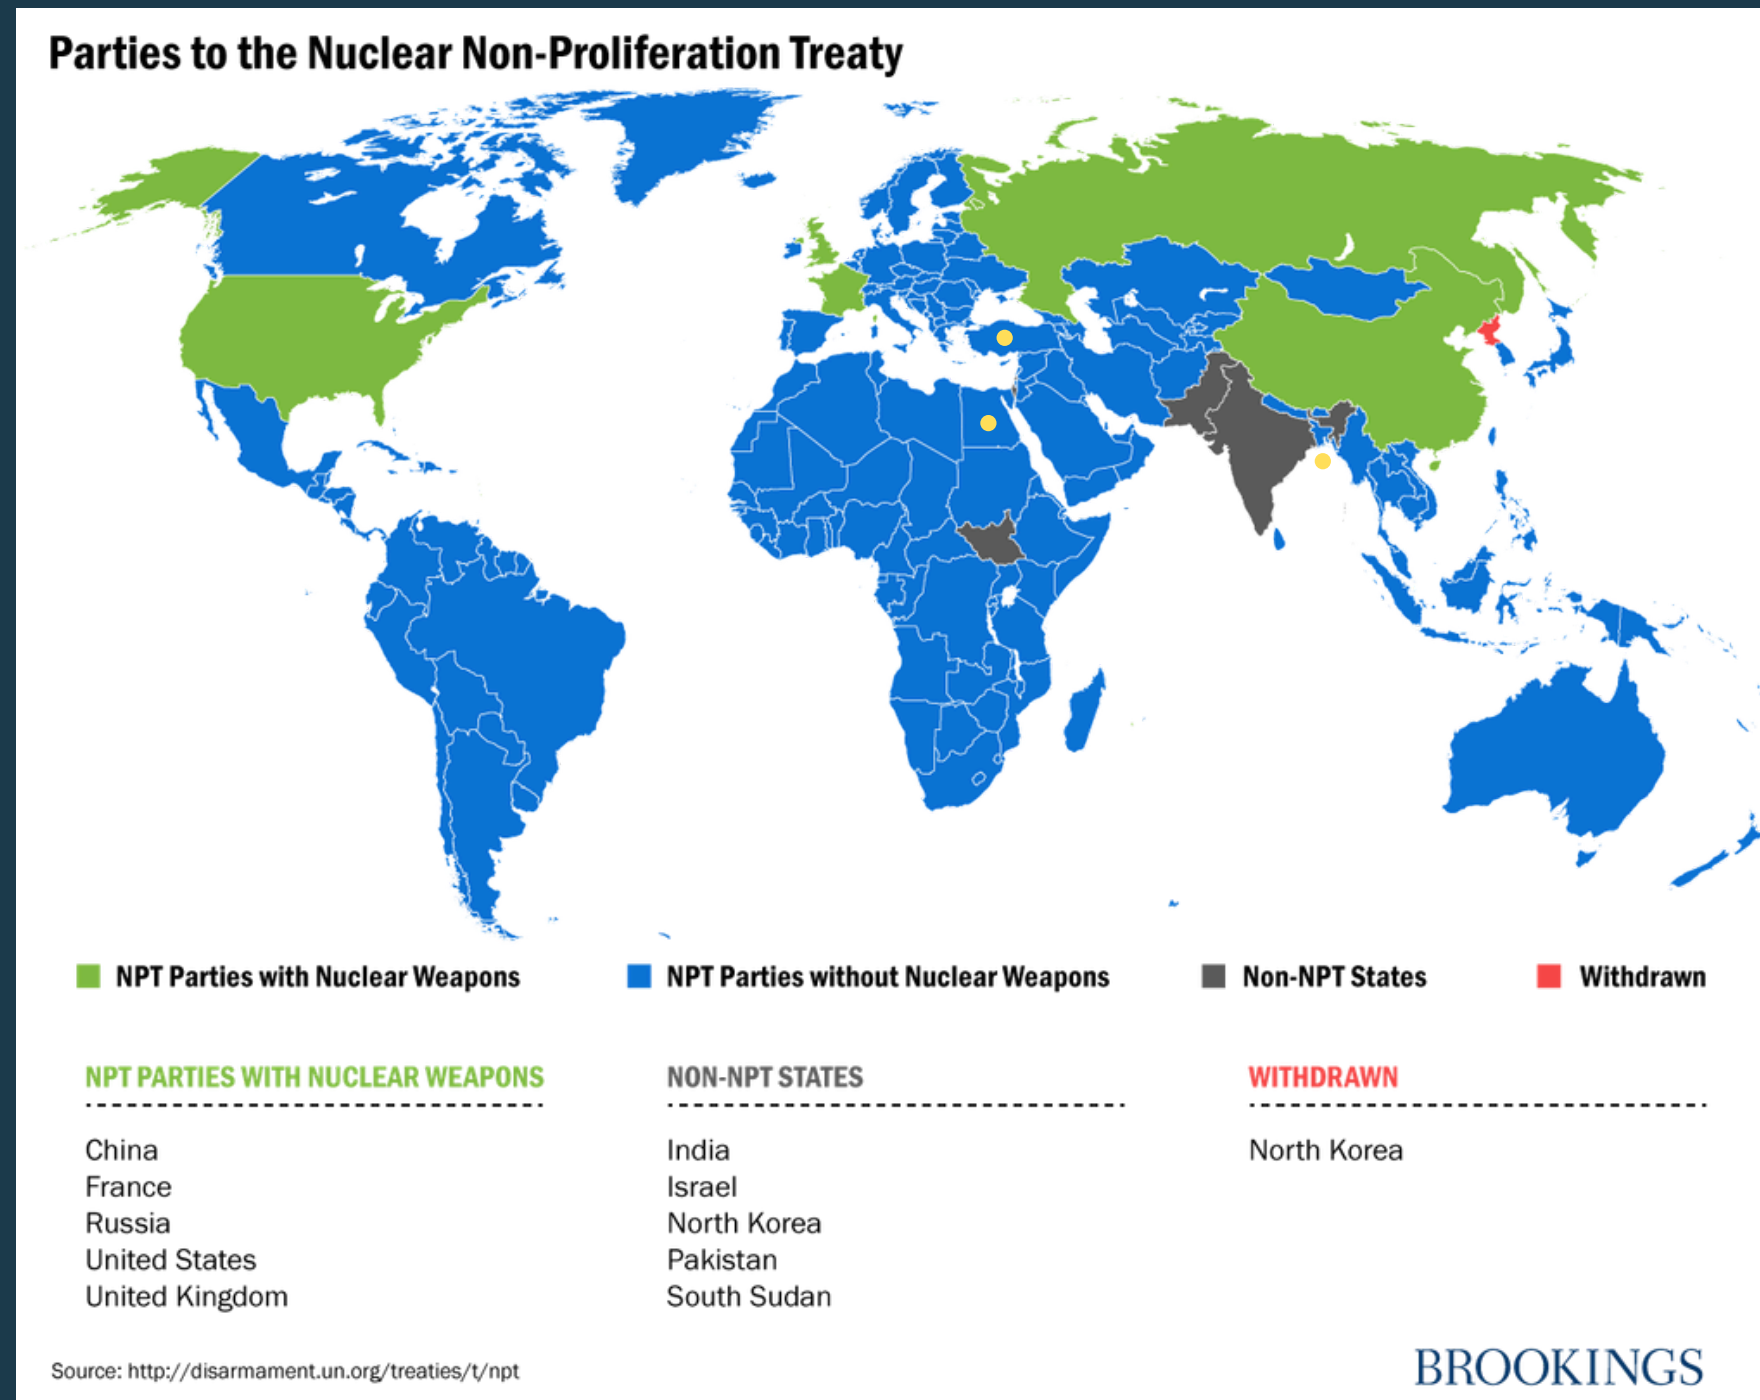 Parties to the Nuclear Non-Proliferation Treaty
NPT Parties with Nuclear Weapons
NPT Parties without Nuclear Weapons
Non-NPT States
Withdrawn
NPT PARTIES WITH NUCLEAR WEAPONS
China
France
Russia
United States
United Kingdom
NON-NPT STATES
India
Israel
North Korea
Pakistan
South Sudan
WITHDRAWN
North Korea
Source: http://disarmament.un.org/treaties/t/npt
BROOKINGS